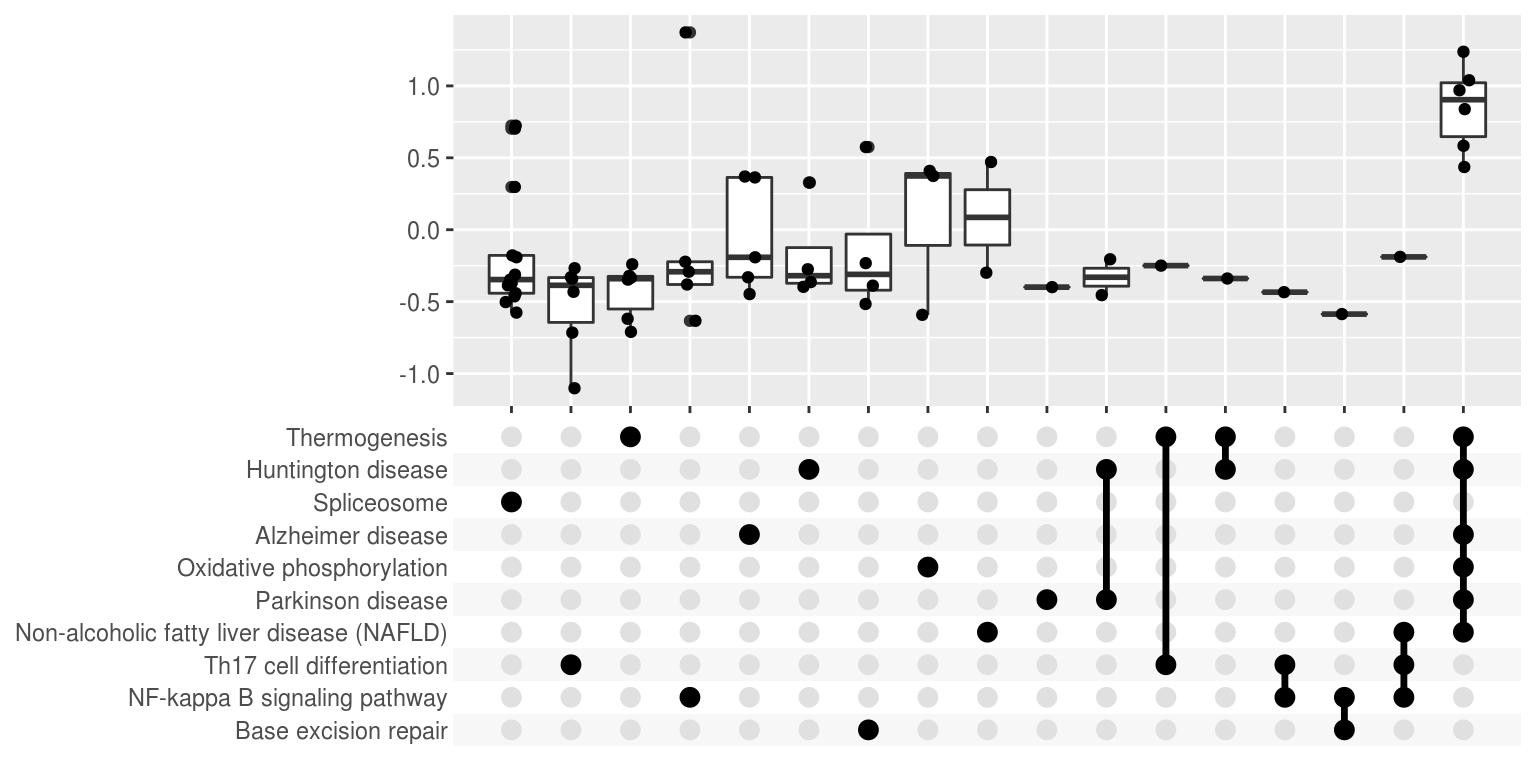 1.0
0.5
0.0
-0.5
-1.0
Thermogenesis
Huntington disease
Spliceosome
Alzheimer disease
Oxidative phosphorylation
Parkinson disease
Non-alcoholic fatty liver disease (NAFLD)
Th17 cell differentiation
NF-kappa B signaling pathway
Base excision repair